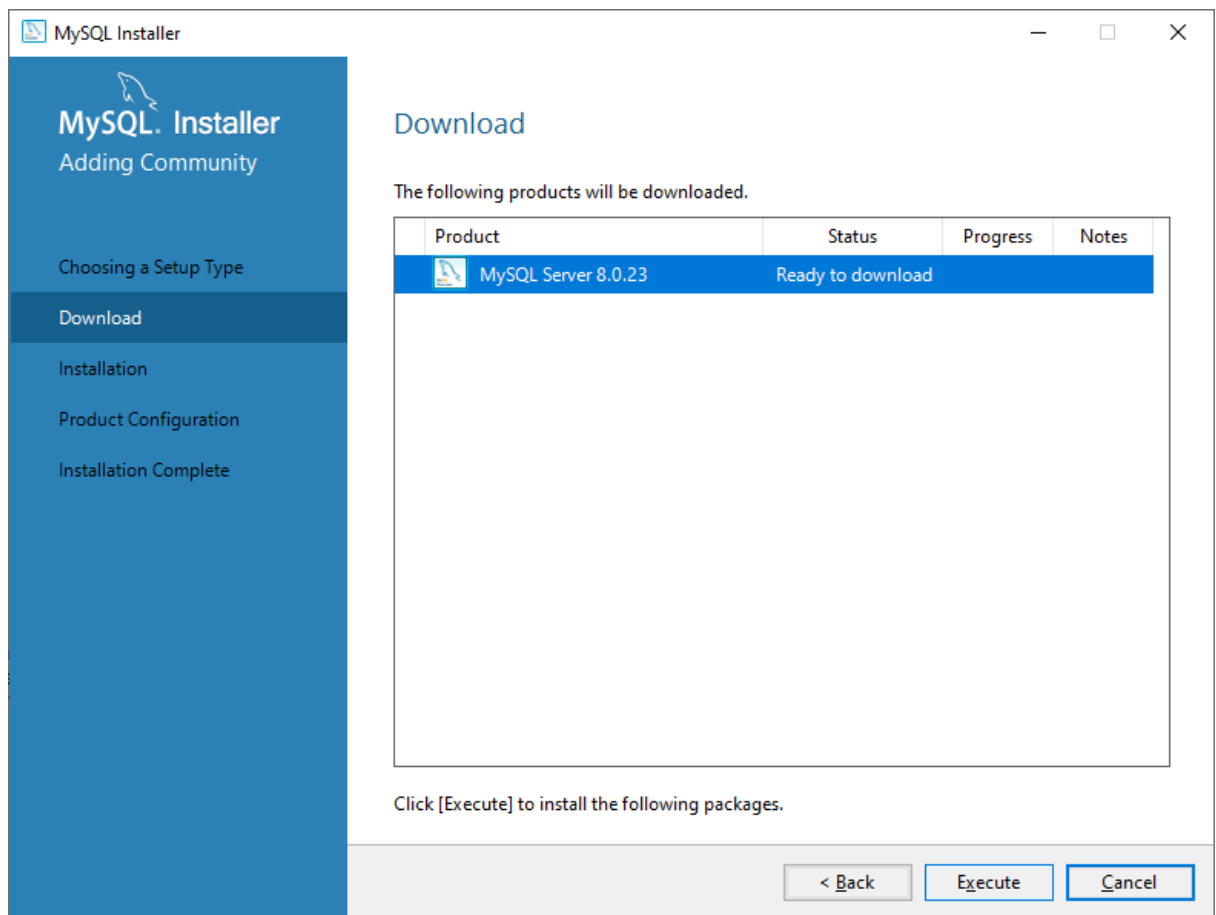 MySQL Installer
MySQL. Installer
Adding Community
Choosing a Setup Type
Download
Installation
Product Configuration
Installation Complete
Download
The following products will be downloaded.
Product Status Progress Notes
MySQL Server 8.0.23 Ready to download
Click [Execute] to install the following packages.
< Back Execute Cancel